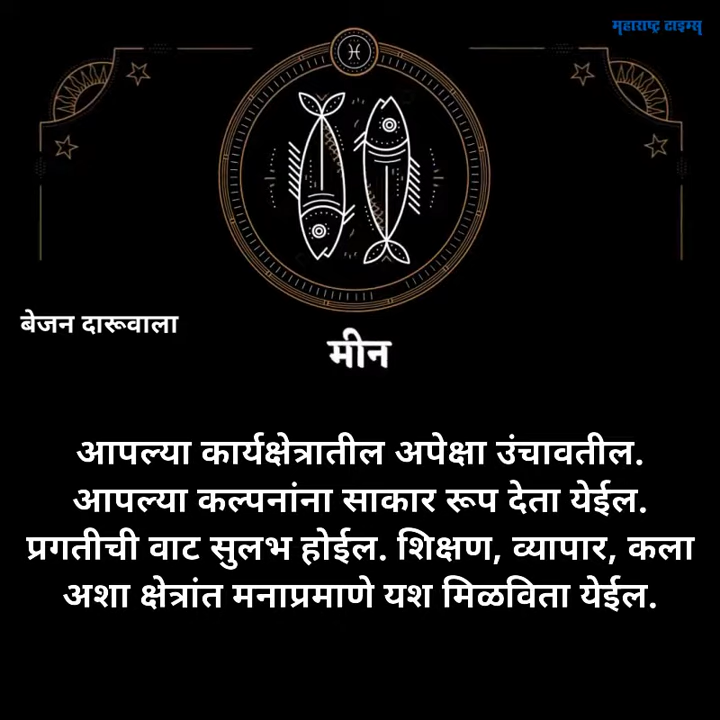 महाराष्ट्र टाइम्स्
बेजन दारूवाला
मीन
आपल्या कार्यक्षेत्रातील अपेक्षा उंचावतील.
आपल्या कल्पनांना साकार रूप देता येईल.
प्रगतीची वाट सुलभ होईल. शिक्षण, व्यापार, कला
अशा क्षेत्रांत मनाप्रमाणे यश मिळविता येईल.